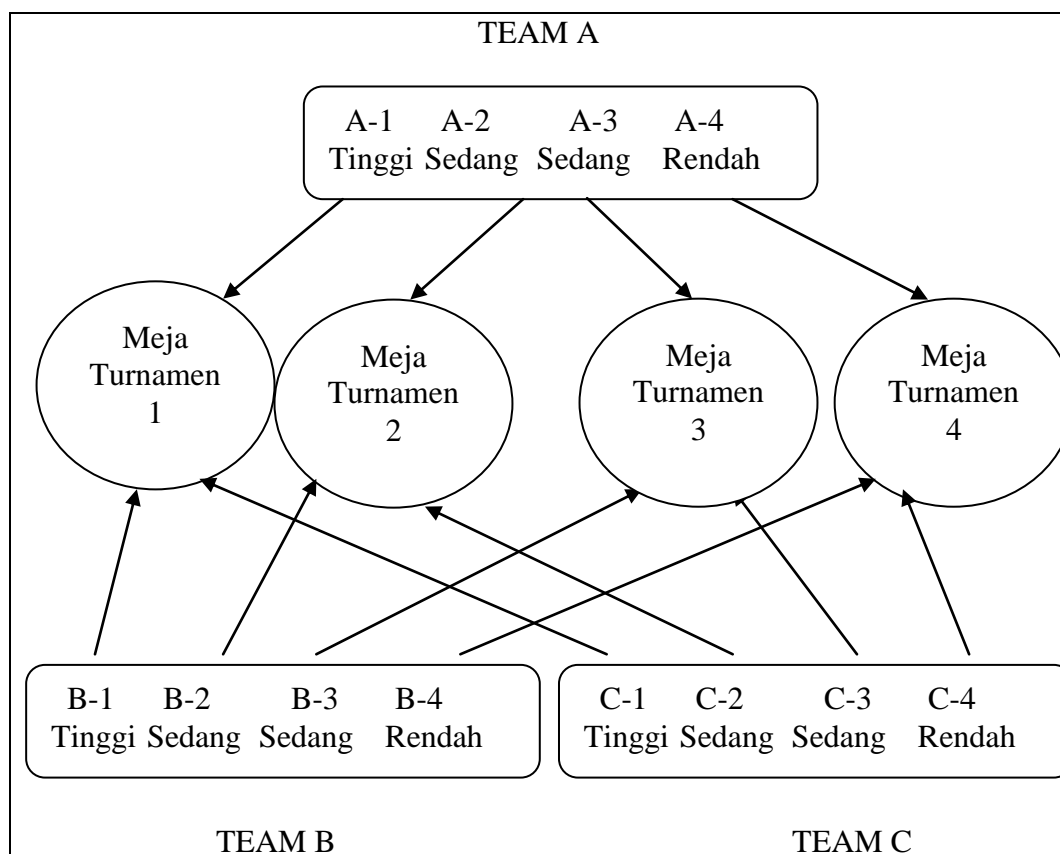 TEAM A
A-1 A-2 A-3 A-4
Tinggi Sedang Sedang Rendah
Meja
Turnamen
1
Meja
Turnamen
2
Meja
Turnamen
3
Meja
Turnamen
4
B-1 B-2 B-3 B-4
Tinggi Sedang Sedang Rendah
C-1 C-2 C-3 C-4
Tinggi Sedang Sedang Rendah
TEAM B
TEAM C